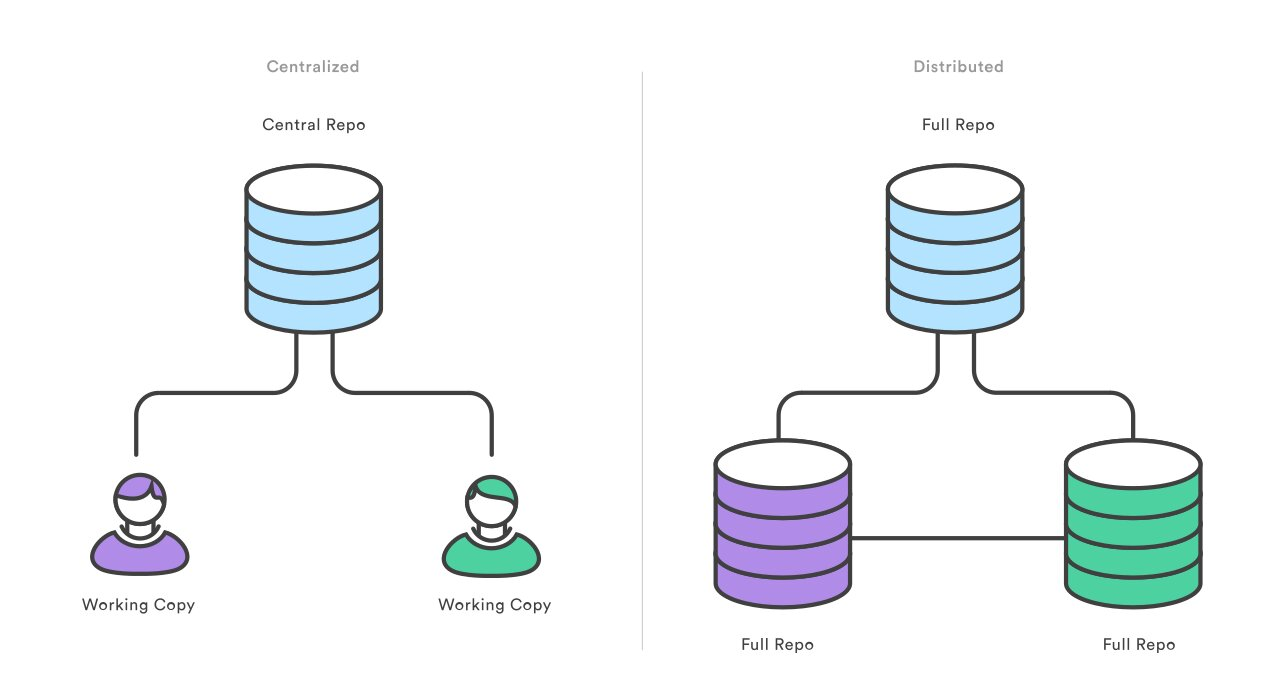 Centralized
Central Repo
Working Copy
Working Copy
Distributed
Full Repo
Full Repo
Full Repo